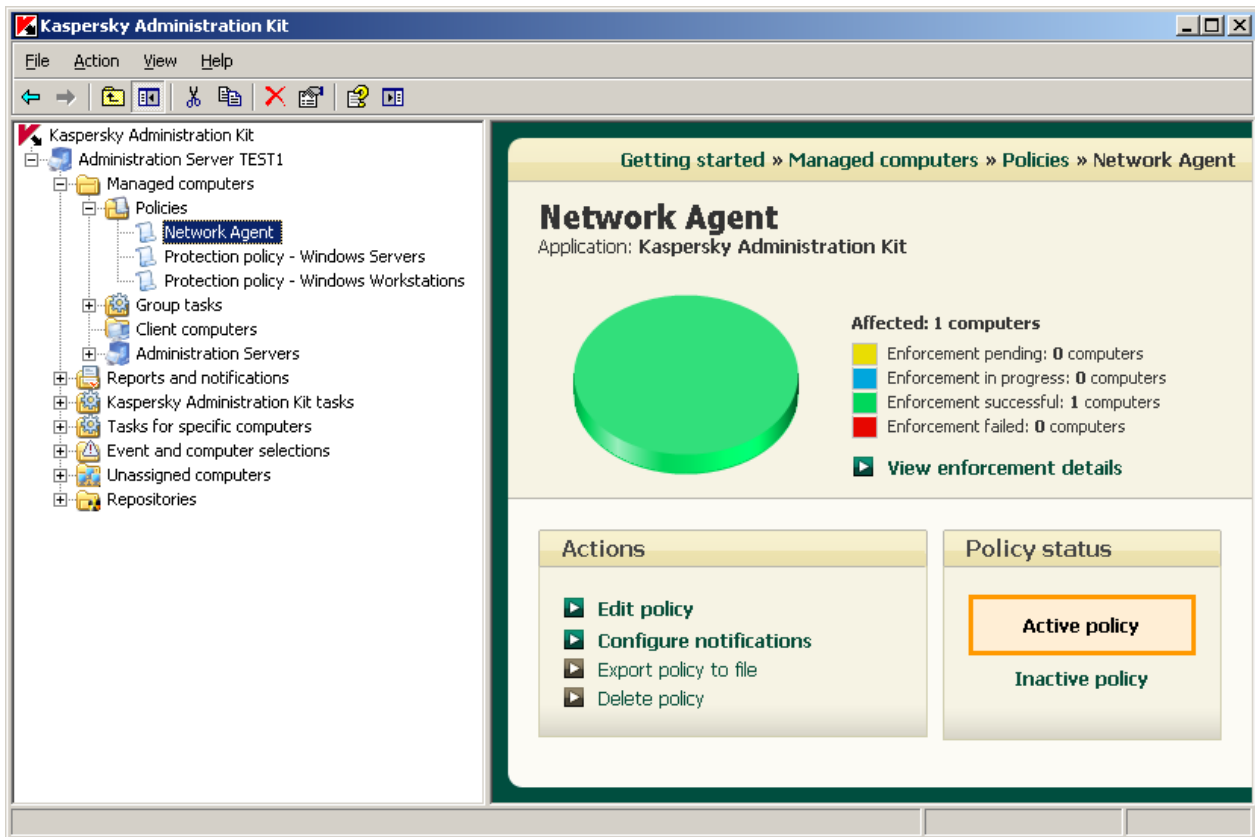 Kaspersky Administration Kit
File Action View Help
Kaspersky Administration Kit
Administration Server TEST1
Managed computers
Policies
Network Agent
Protection policy - Windows Servers
Protection policy - Windows Workstations
Group tasks
Client computers
Administration Servers
Reports and notifications
Kaspersky Administration Kit tasks
Tasks for specific computers
Event and computer selections
Unassigned computers
Repositories
Getting started » Managed computers » Policies » Network Agent
Network Agent
Application: Kaspersky Administration Kit
Affected: 1 computers
Enforcement pending: 0 computers
Enforcement in progress: 0 computers
Enforcement successful: 1 computers
Enforcement failed: 0 computers
View enforcement details
Actions
Edit policy
Configure notifications
Export policy to file
Delete policy
Policy status
Active policy
Inactive policy